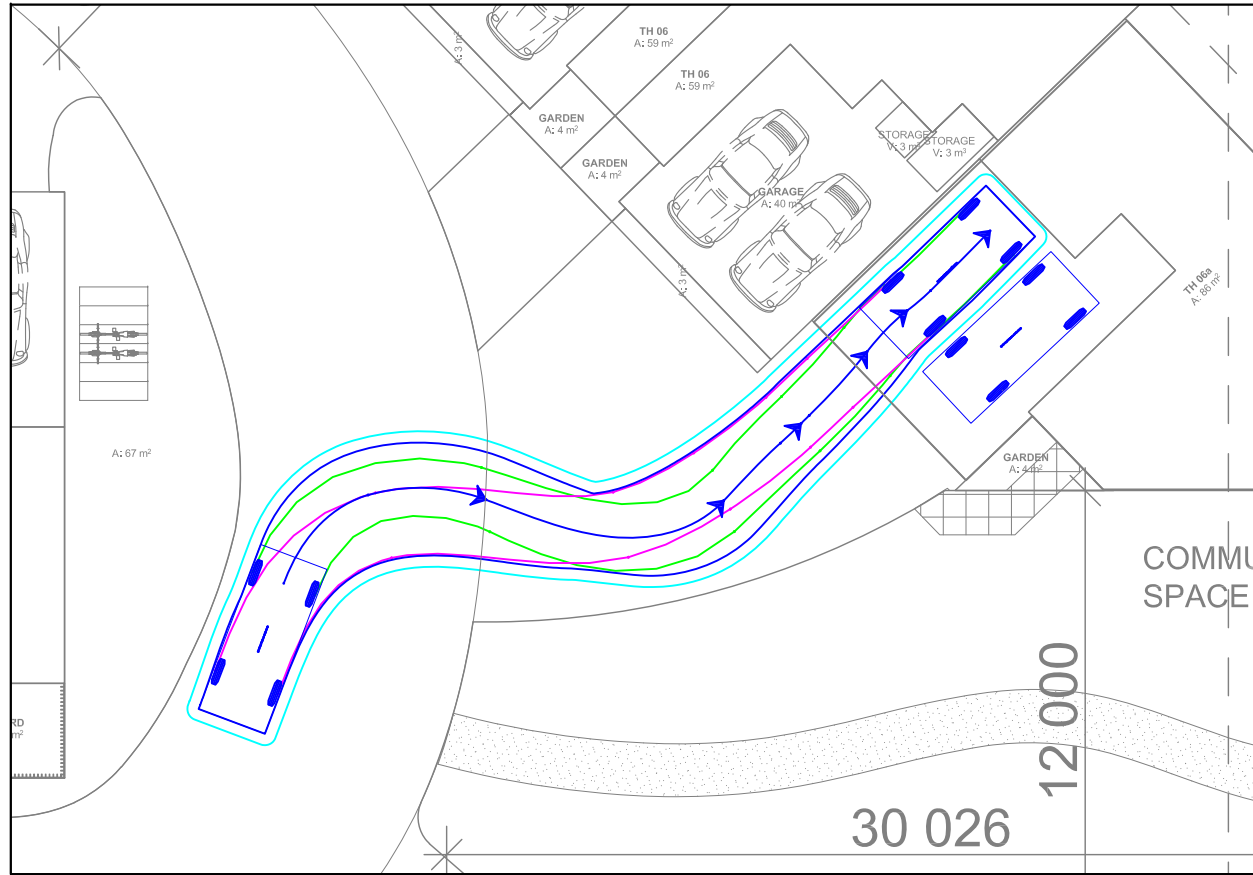 TH 06
A: 59 m²
A: 3 m²
TH 06
A: 59 m²
GARDEN
A: 4 m²
GARDEN
A: 4 m²
STORAGE
V: 3 m³
STORAGE
V: 3 m³
GARAGE
A: 40 m²
A: 3 m²
TH 06a
A: 86 m²
A: 67 m²
GARDEN
A: 4 m²
COMMU
SPACE
RD
m²
12 000
30 026